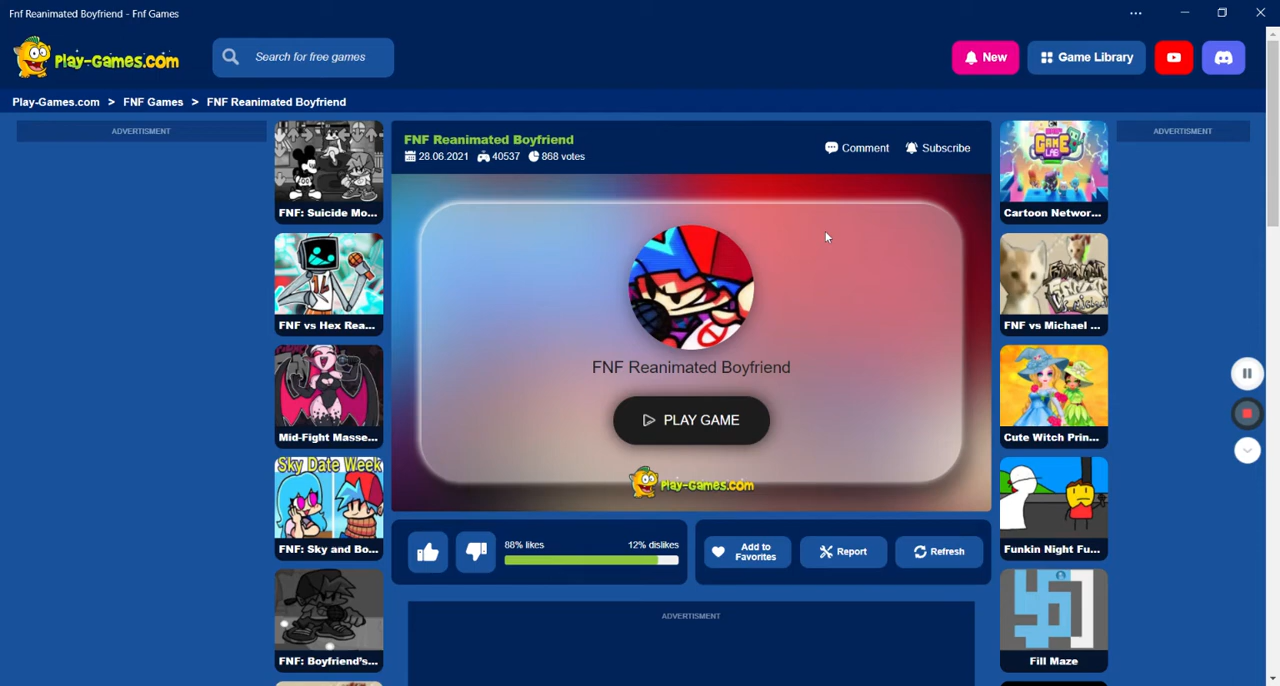 Fnf Reanimated Boyfriend - Fnf Games
Play-Games.com
Search for free games
New
Game Library
Play-Games.com > FNF Games > FNF Reanimated Boyfriend
ADVERTISMENT
FNF: Suicide Mo...
FNF vs Hex Rea...
Mid-Fight Masse...
Sky Date Week
FNF: Sky and Bo...
FNF: Boyfriend's...
FNF Reanimated Boyfriend
28.06.2021 40537 868 votes
Comment
Subscribe
FNF Reanimated Boyfriend
PLAY GAME
Play-Games.com
88% likes
12% dislikes
Add to
Favorites
Report
Refresh
ADVERTISMENT
GAME LAB
Cartoon Networ...
FNF vs Michael ...
Cute Witch Prin...
Funkin Night Fu...
Fill Maze
ADVERTISMENT